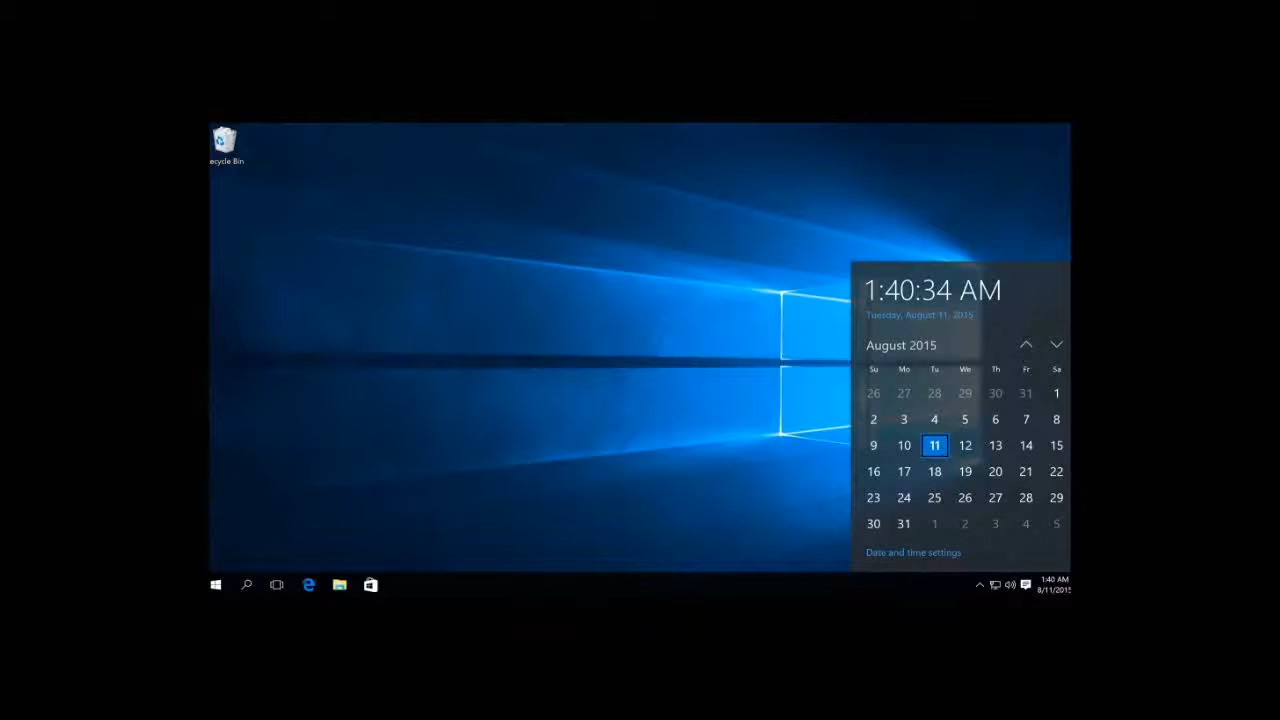 ecycle Bin
1:40:34 AM
Tuesday, August 11, 2015
August 2015
Su Mo Tu We Th Fr Sa
26 27 28 29 30 31 1
2 3 4 5 6 7 8
9 10 11 12 13 14 15
16 17 18 19 20 21 22
23 24 25 26 27 28 29
30 31 1 2 3 4 5
Date and time settings
1:40 AM
8/11/2015